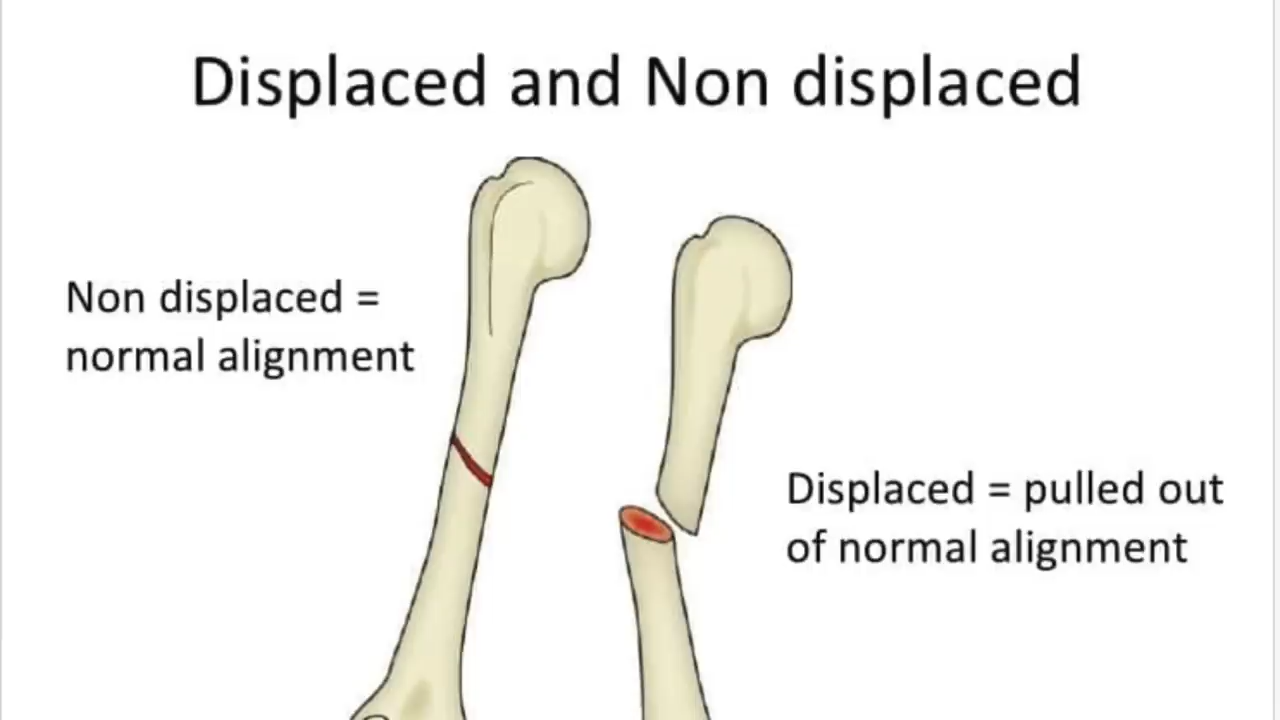 Displaced and Non displaced
Non displaced =
normal alignment
Displaced = pulled out
of normal alignment